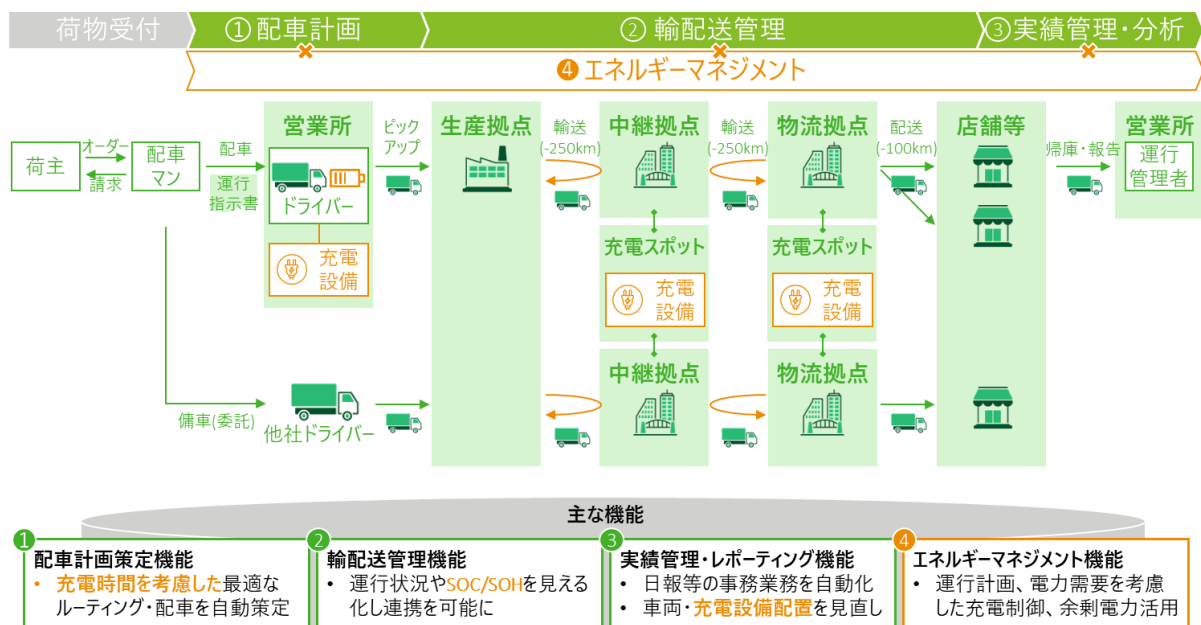 荷物受付
①配車計画
②輸配送管理
③実績管理・分析
❹エネルギーマネジメント
営業所
ピック
アップ
生産拠点
輸送
(-250km)
中継拠点
輸送
(-250km)
物流拠点
配送
(-100km)
店舗等
営業所
荷主
オーダー
請求
配車
マン
配車
運行
指示書
ドライバー
帰庫・報告
運行
管理者
充電
設備
充電スポット
充電
設備
充電スポット
充電
設備
中継拠点
物流拠点
傭車(委託)
他社ドライバー
主な機能
1
配車計画策定機能
• 充電時間を考慮した最適な
ルーティング・配車を自動策定
2
輸配送管理機能
• 運行状況やSOC/SOHを見える
化し連携を可能に
3
実績管理・レポーティング機能
• 日報等の事務業務を自動化
• 車両・充電設備配置を見直し
4
エネルギーマネジメント機能
• 運行計画、電力需要を考慮
した充電制御、余剰電力活用